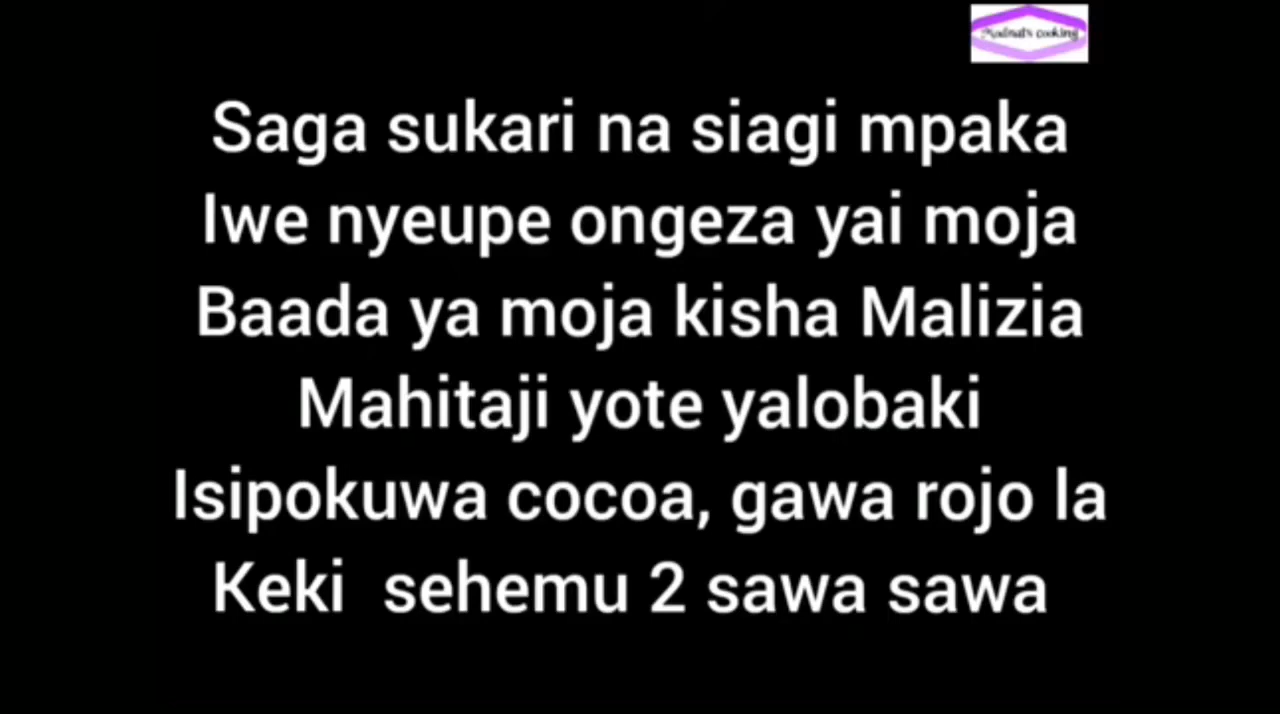 Saga sukari na siagi mpaka
Iwe nyeupe ongeza yai moja
Baada ya moja kisha Malizia
Mahitaji yote yalobaki
Isipokuwa cocoa, gawa rojo la
Keki sehemu 2 sawa sawa
cooking